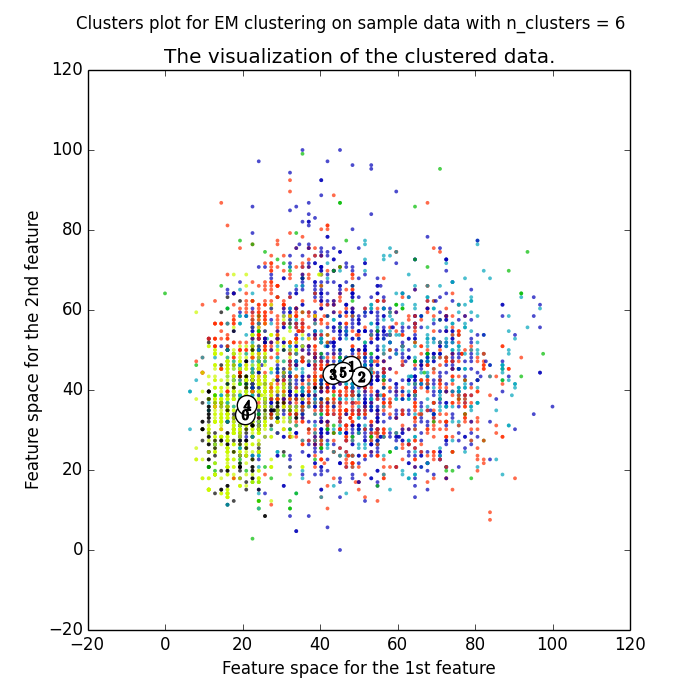 Clusters plot for EM clustering on sample data with n_clusters = 6
The visualization of the clustered data.
120
100
80
60
40
20
0
−20
Feature space for the 2nd feature
3
5
1
2
4
0
−20 0 20 40 60 80 100 120
Feature space for the 1st feature